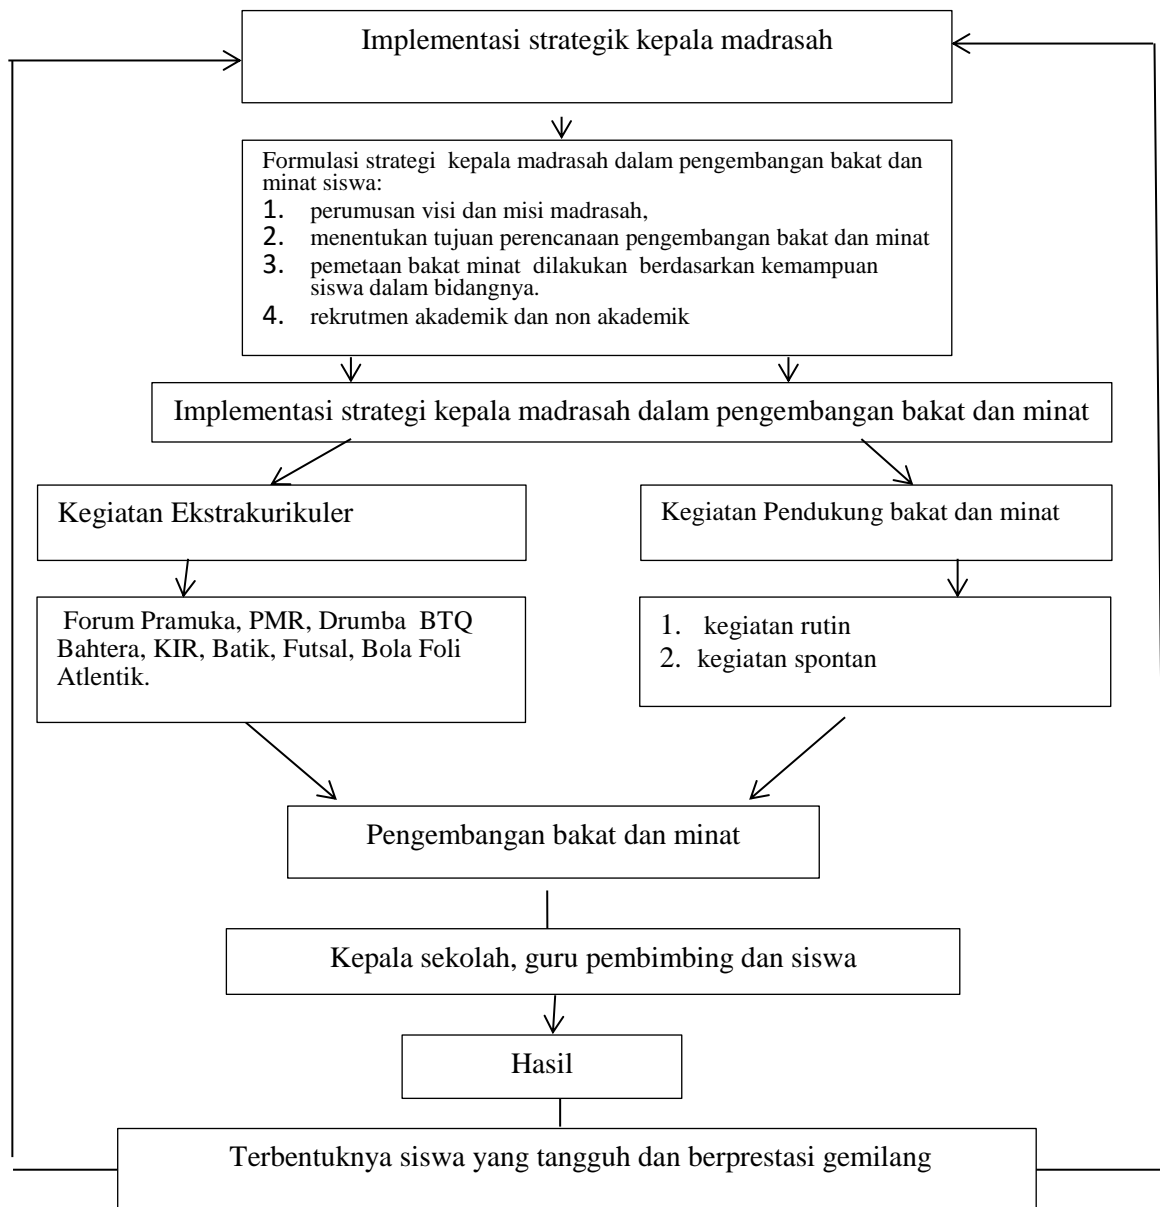 Implementasi strategik kepala madrasah
Formulasi strategi kepala madrasah dalam pengembangan bakat dan
minat siswa:
1. perumusan visi dan misi madrasah,
2. menentukan tujuan perencanaan pengembangan bakat dan minat
3. pemetaan bakat minat dilakukan berdasarkan kemampuan
siswa dalam bidangnya.
4. rekrutmen akademik dan non akademik
Implementasi strategi kepala madrasah dalam pengembangan bakat dan minat
Kegiatan Ekstrakurikuler
Kegiatan Pendukung bakat dan minat
Forum Pramuka, PMR, Drumba BTQ
Bahtera, KIR, Batik, Futsal, Bola Foli
Atlentik.
1. kegiatan rutin
2. kegiatan spontan
Pengembangan bakat dan minat
Kepala sekolah, guru pembimbing dan siswa
Hasil
Terbentuknya siswa yang tangguh dan berprestasi gemilang